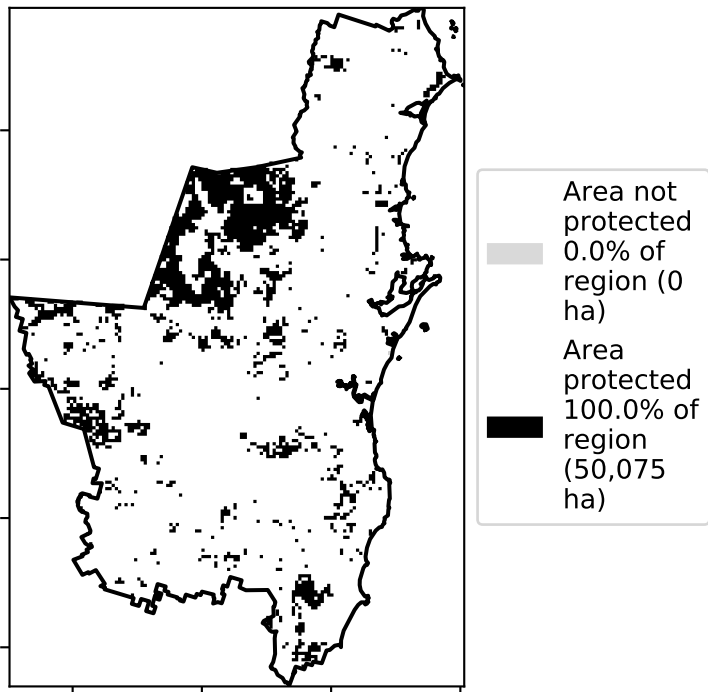 Area not
protected
0.0% of
region (0
ha)
Area
protected
100.0% of
region
(50,075
ha)